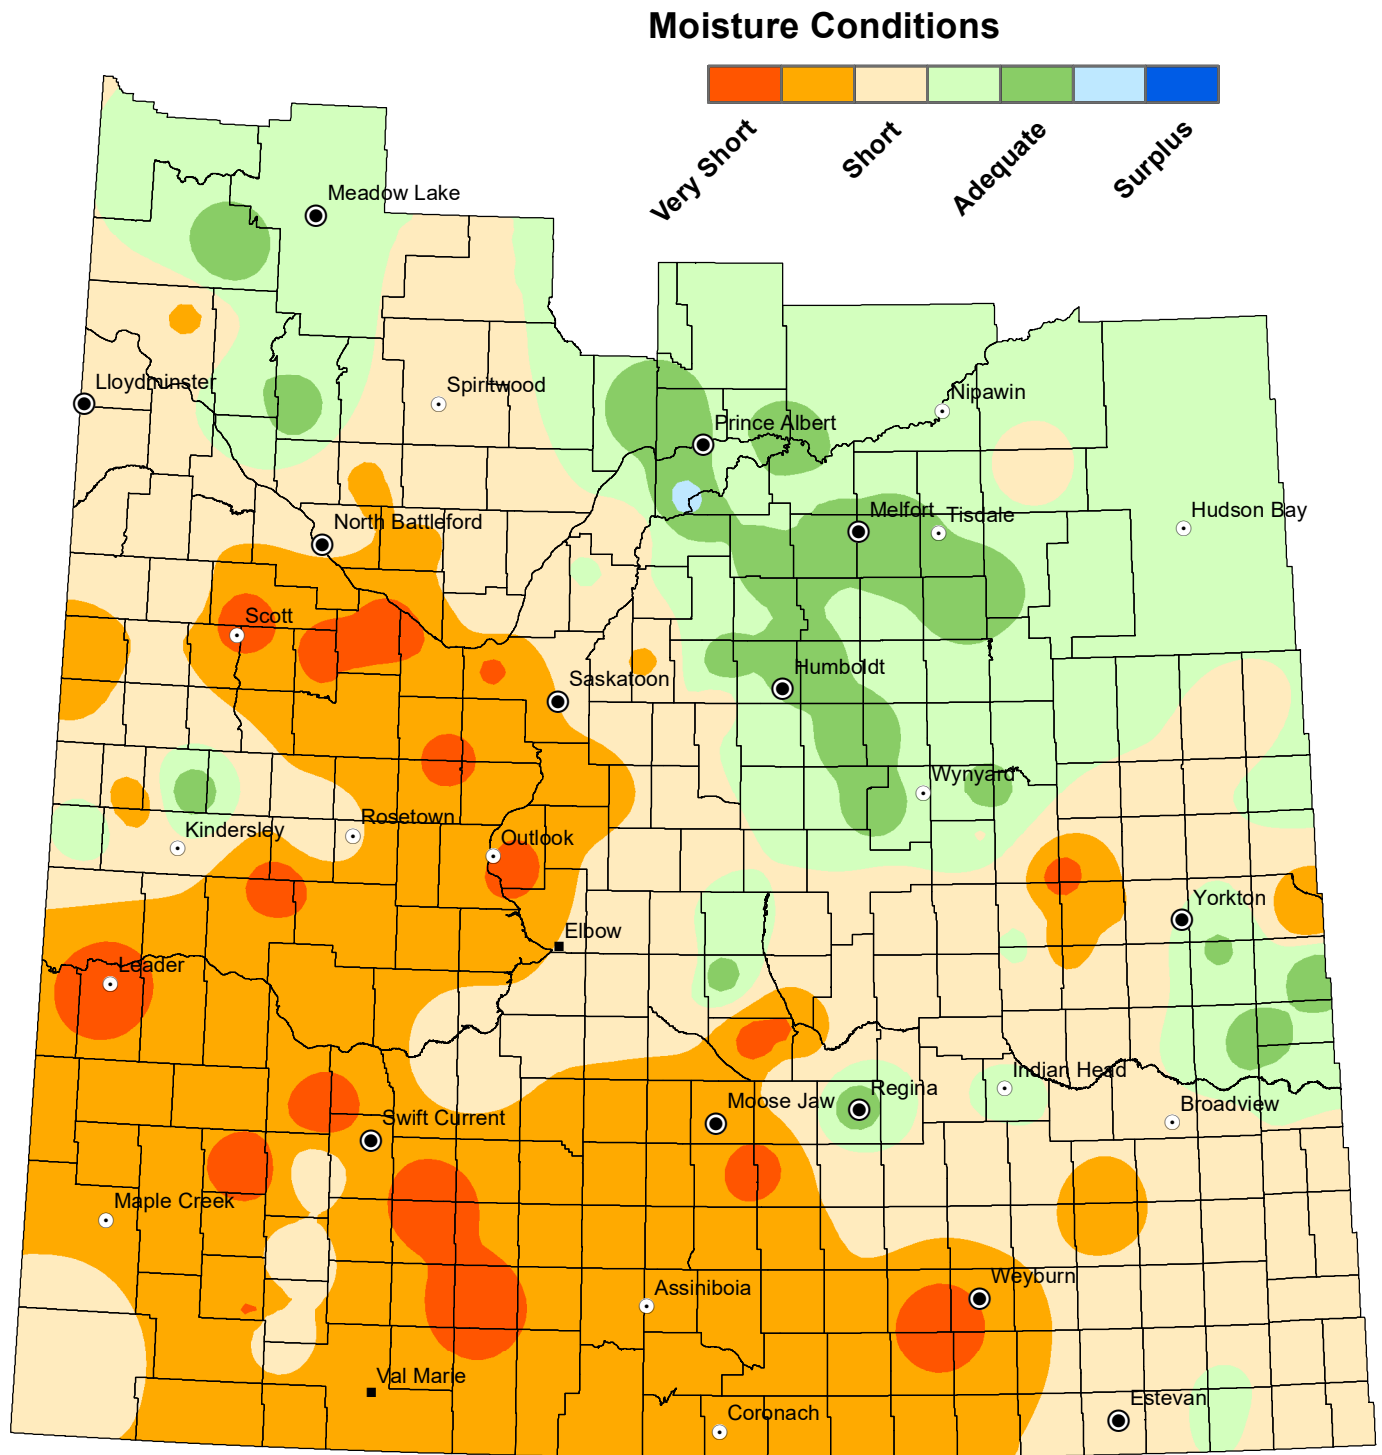 Moisture Conditions
Very Short
Short
Adequate
Surplus
Meadow Lake
Lloydminster
Spiritwood
Nipawin
Prince Albert
North Battleford
Melfort
Tisdale
Hudson Bay
Scott
Saskatoon
Humboldt
Wynyard
Kindersley
Rosetown
Outlook
Yorkton
Elbow
Leader
Indian Head
Regina
Moose Jaw
Broadview
Swift Current
Maple Creek
Assiniboia
Weyburn
Val Marie
Coronach
Estevan